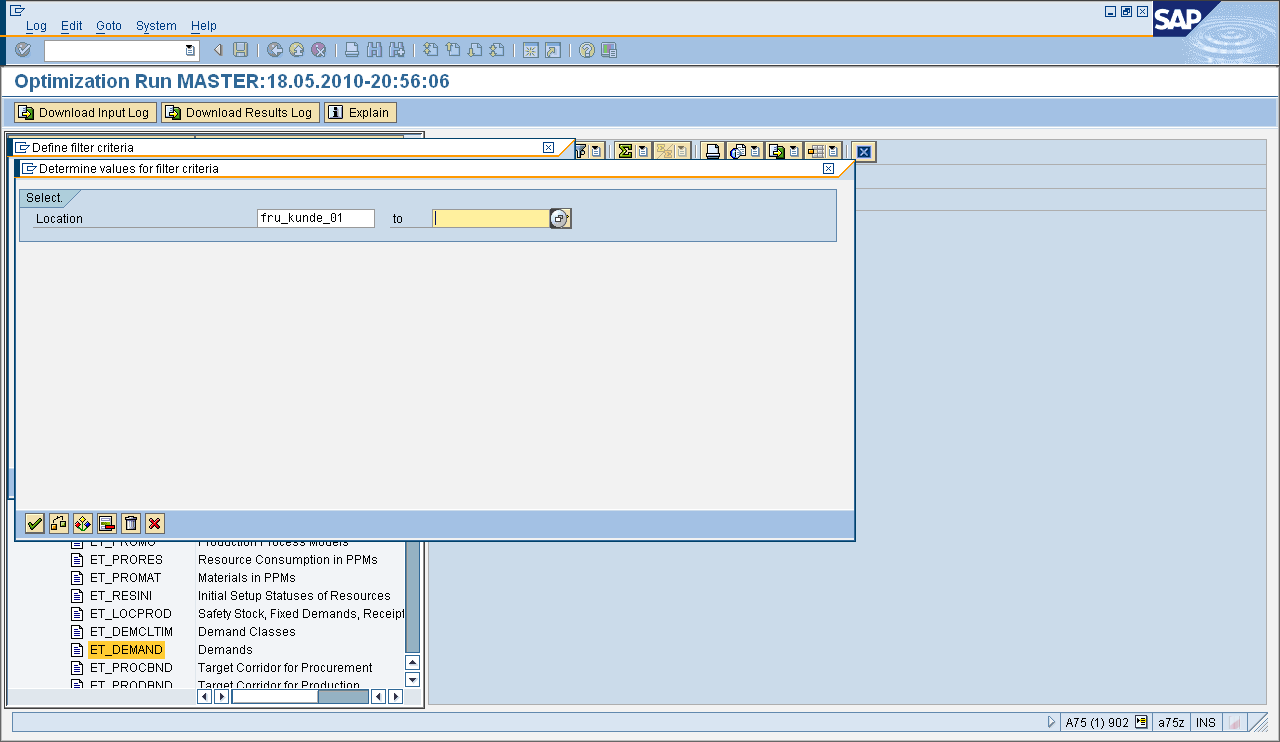 Log Edit Goto System Help
SAP
Optimization Run MASTER:18.05.2010-20:56:06
Download Input Log Download Results Log Explain
Define filter criteria
Determine values for filter criteria
Select.
Location fru_kunde_01 to
ET_PROMO Production Process Models
ET_PRORES Resource Consumption in PPMs
ET_PROMAT Materials in PPMs
ET_RESINI Initial Setup Statuses of Resources
ET_LOCPROD Safety Stock, Fixed Demands, Receipt
ET_DEMCLTIM Demand Classes
ET_DEMAND Demands
ET_PROCBND Target Corridor for Procurement
ET_PRODBND Target Corridor for Production
A75 (1) 902 a75z INS